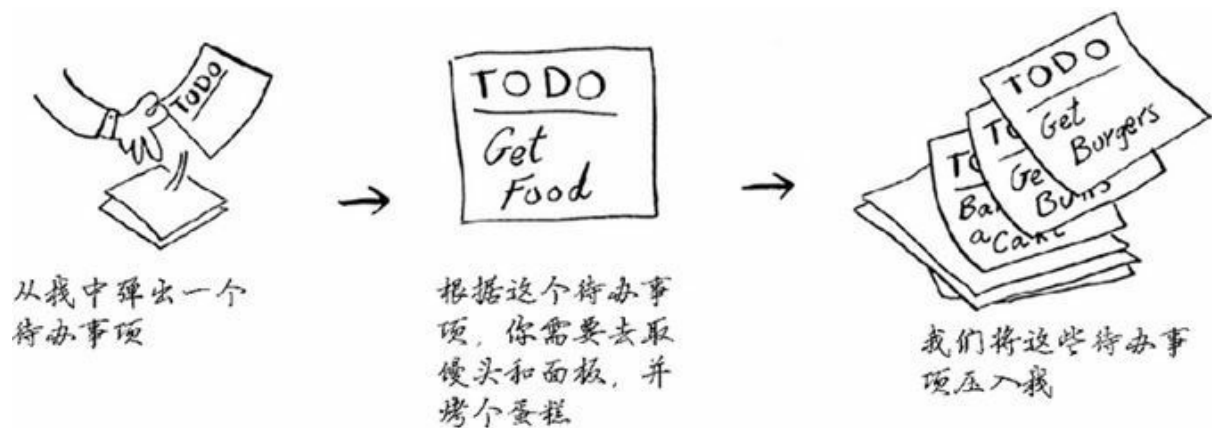 TODO
TODO
Get
Food
TODO
Get
Burgers
T
Ge
Buns
TO
Ba
a Cake
从栈中弹出一个
待办事项
根据这个待办事
项，你需要去取
馒头和面板，并
烤个蛋糕
我们将这些待办事
项压入栈